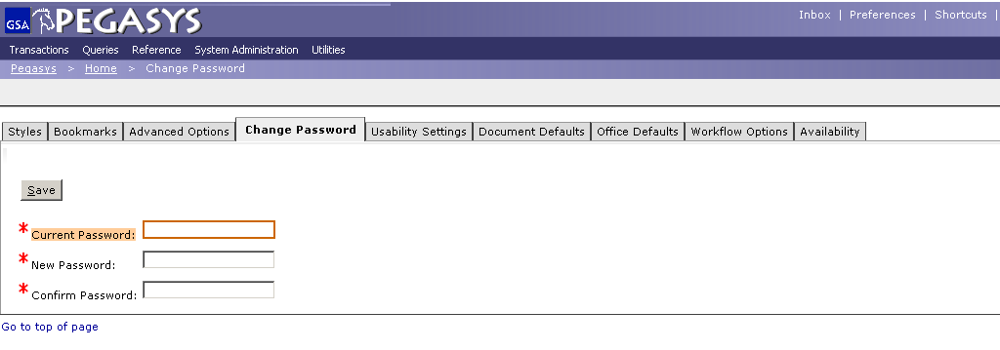 GSA PEGASYS
Inbox | Preferences | Shortcuts |
Transactions Queries Reference System Administration Utilities
Pegasys > Home > Change Password
Styles Bookmarks Advanced Options Change Password Usability Settings Document Defaults Office Defaults Workflow Options Availability
Save
* Current Password:
* New Password:
* Confirm Password:
Go to top of page